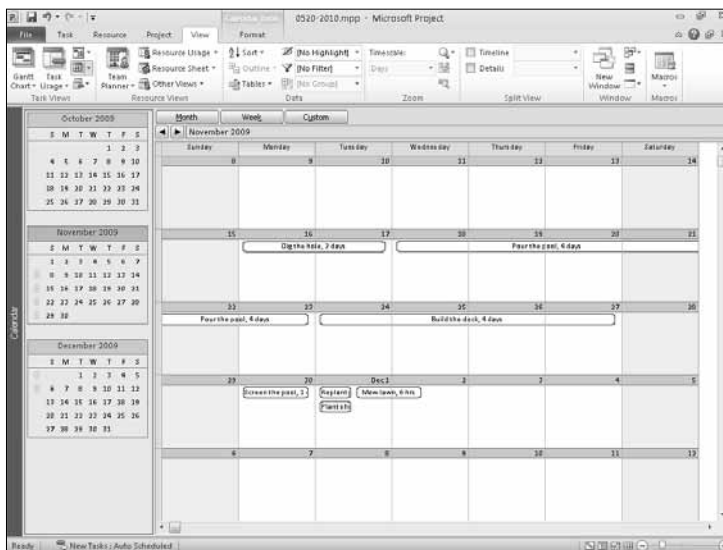 0520-2010.mpp - Microsoft Project
File Task Resource Project View Format
Gantt Chart Task Usage Team Planner Resource Usage Resource Sheet Other Views Sort Outline Tables [No Highlight] [No Filter] [No Group] Timescale: Days Timeline Details New Window Macros
Task Views Resource Views Data Zoom Split View Window Macros
Calendar
October 2009
S M T W T F S
1 2 3
4 5 6 7 8 9 10
11 12 13 14 15 16 17
18 19 20 21 22 23 24
25 26 27 28 29 30 31
November 2009
S M T W T F S
1 2 3 4 5 6 7
8 9 10 11 12 13 14
15 16 17 18 19 20 21
22 23 24 25 26 27 28
29 30
December 2009
S M T W T F S
1 2 3 4 5
6 7 8 9 10 11 12
13 14 15 16 17 18 19
20 21 22 23 24 25 26
27 28 29 30 31
Month Week Custom
November 2009
Sunday Monday Tuesday Wednesday Thursday Friday Saturday
8 9 10 11 12 13 14
15 16 17 18 19 20 21
Dig the hole, 2 days Pour the pool, 4 days
22 23 24 25 26 27 28
Pour the pool, 4 days Build the deck, 4 days
29 30 Dec 1 2 3 4 5
Screen the pool, 1 Replant Mow lawn, 6 hrs
Plant sh
6 7 8 9 10 11 12
Ready New Tasks : Auto Scheduled